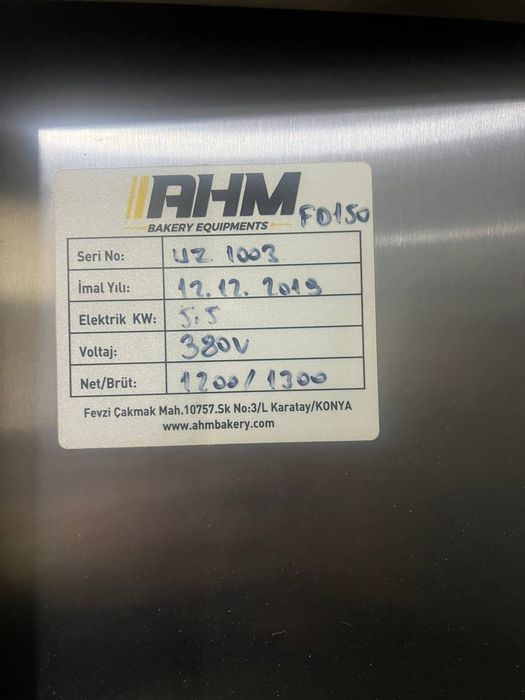 AHM
BAKERY EQUIPMENTS FD150
Seri No: UZ 1003
İmal Yılı: 12.12.2019
Elektrik KW: 5.5
Voltaj: 380V
Net/Brüt: 1200/1300
Fevzi Çakmak Mah.10757.Sk No:3/L Karatay/KONYA
www.ahmbakery.com